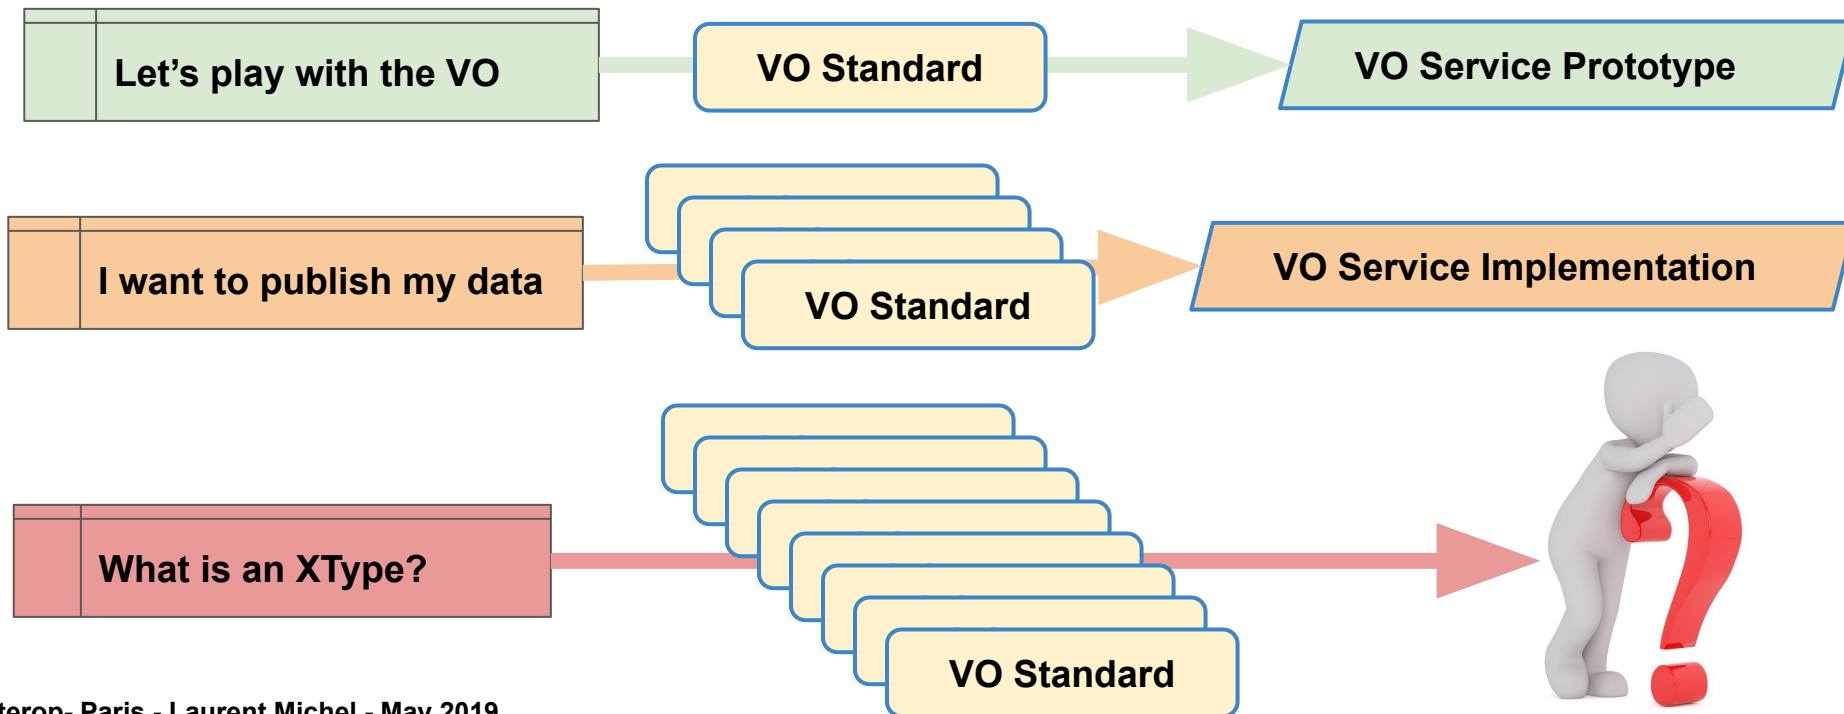 Let's play with the VO
VO Standard
VO Service Prototype
I want to publish my data
VO Standard
VO Service Implementation
What is an XType?
VO Standard
Paris - Laurent Michel - May 2019